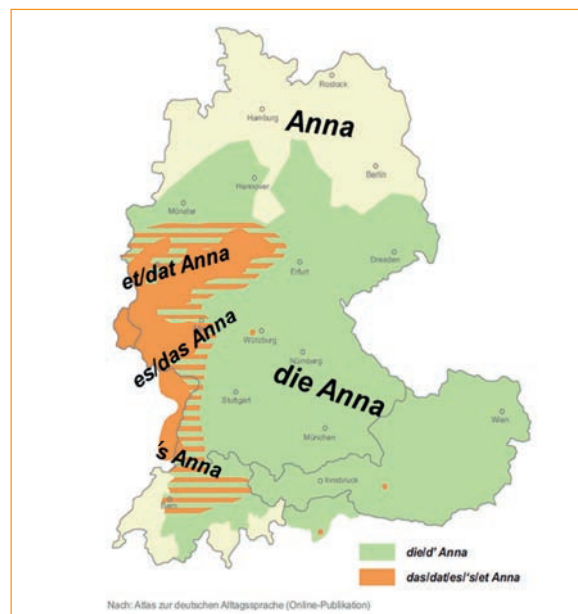 Rostock
Hamburg
Anna
Berlin
Hannover
Münster
et/dat Anna
Erfurt
Dresden
es/das Anna
Würzburg
Nürnberg
die Anna
Stuttgart
Wien
München
's Anna
Innsbruck
Bern
die/d' Anna
das/dat/es/'s/et Anna
Nach: Atlas zur deutschen Alltagssprache (Online-Publikation)